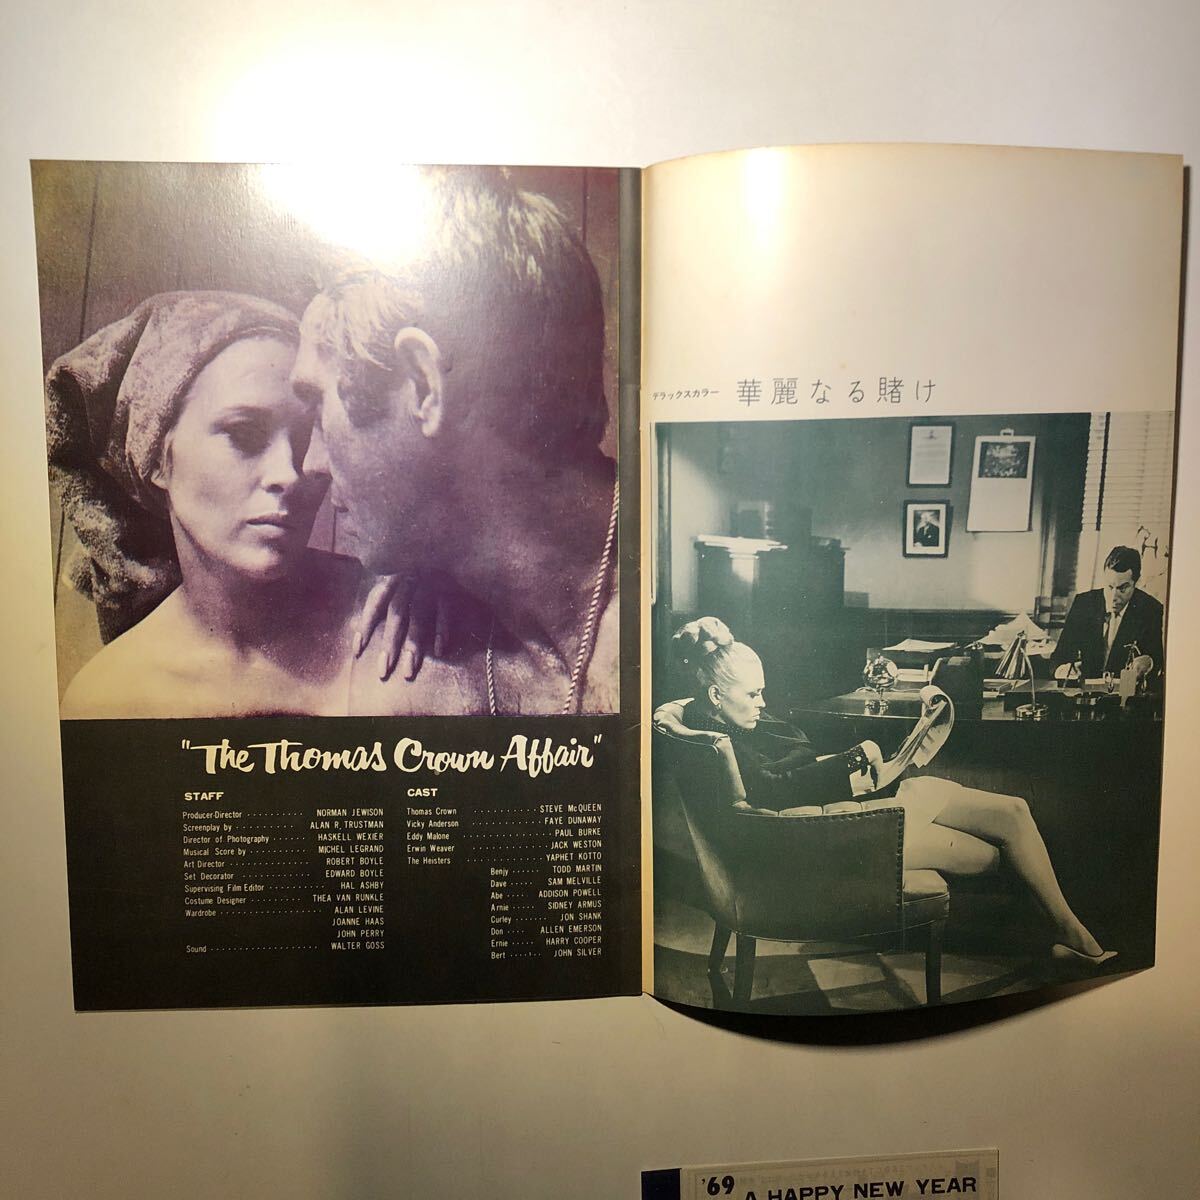 "The Thomas Crown Affair"
STAFF
Producer-Director .......... NORMAN JEWISON
Screenplay by .......... ALAN R. TRUSTMAN
Director of Photography .......... HASKELL WEXIER
Musical Score by .......... MICHEL LEGRAND
Art Director .............. ROBERT BOYLE
Set Decorator ............ EDWARD BOYLE
Supervising Film Editor .......... HAL ASHBY
Costume Designer ......... THEA VAN RUNKLE
Wardrobe ................. ALAN LEVINE
JOANNE HAAS
JOHN PERRY
Sound .................. WALTER GOSS
CAST
Thomas Crown .......... STEVE McQUEEN
Vicky Anderson ............. FAYE DUNAWAY
Eddy Malone .............. PAUL BURKE
Erwin Weaver ............. JACK WESTON
The Heisters ............ YAPHET KOTTO
Benjy ..... TODD MARTIN
Dave ..... SAM MELVILLE
Abe ..... ADDISON POWELL
Arnie ..... SIDNEY ARMUS
Curley ....... JON SHANK
Don .... ALLEN EMERSON
Ernie ..... HARRY COOPER
Bert ...... JOHN SILVER
デラックスカラー 華麗なる賭け
'69 A HAPPY NEW YEAR